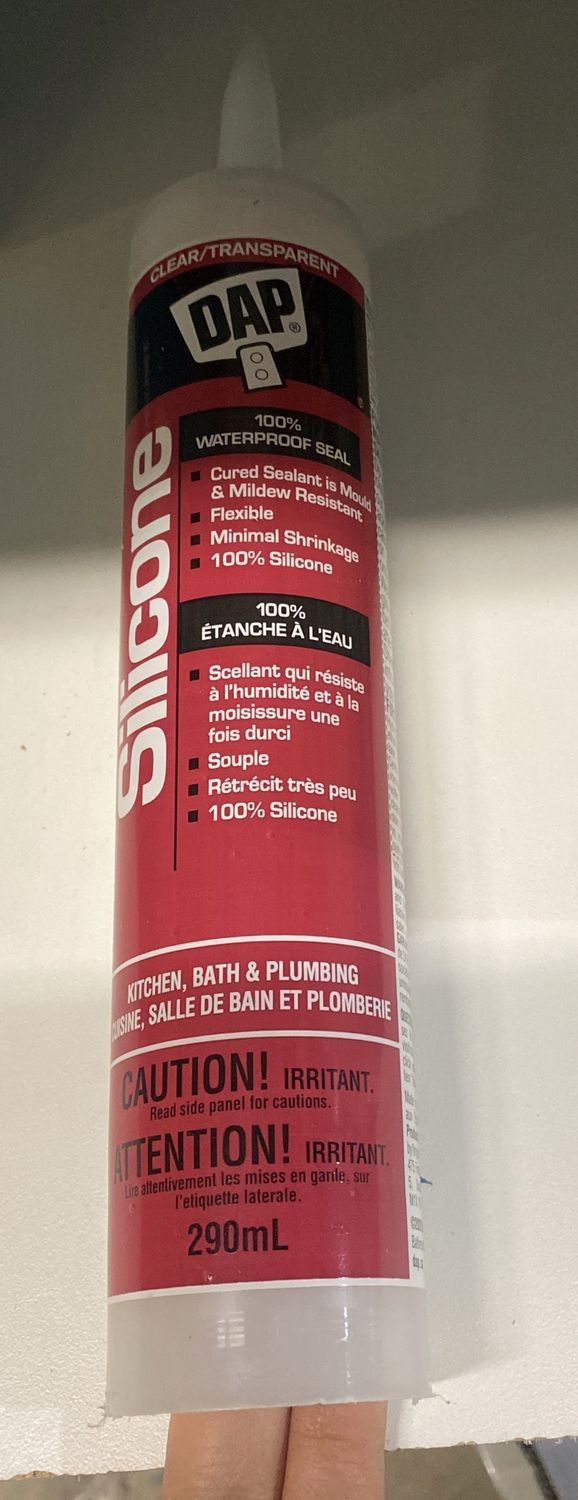 CLEAR/TRANSPARENT
DAP®
Silicone
100%
WATERPROOF SEAL
■ Cured Sealant is Mould
& Mildew Resistant
■ Flexible
■ Minimal Shrinkage
■ 100% Silicone
100%
ÉTANCHE À L'EAU
■ Scellant qui résiste
à l'humidité et à la
moisissure une
fois durci
■ Souple
■ Rétrécit très peu
■ 100% Silicone
KITCHEN, BATH & PLUMBING
CUISINE, SALLE DE BAIN ET PLOMBERIE
CAUTION! IRRITANT.
Read side panel for cautions.
ATTENTION! IRRITANT.
Lire attentivement les mises en garde. sur
l'etiquette laterale.
290mL